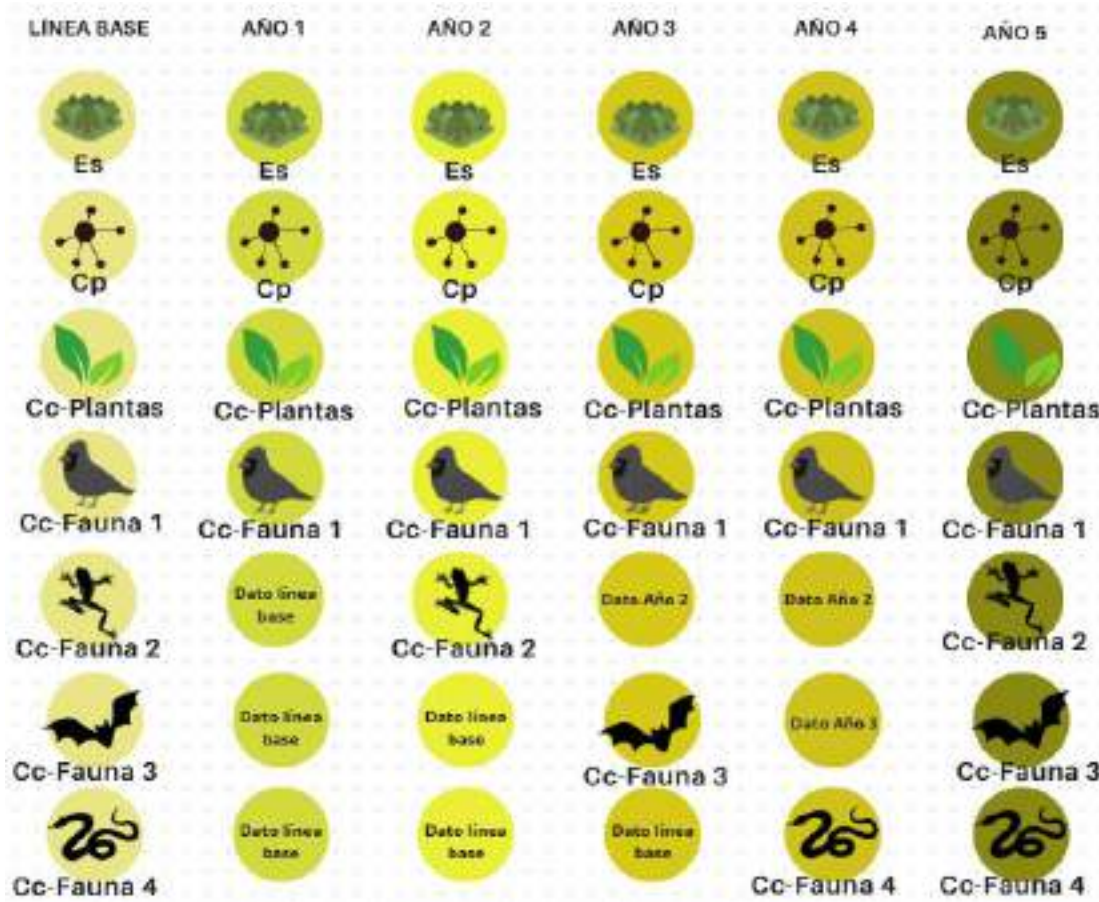 LÍNEA BASE AÑO 1 AÑO 2 AÑO 3 AÑO 4 AÑO 5
Es Es Es Es Es Es
Cp Cp Cp Cp Cp Cp
Cc-Plantas Cc-Plantas Cc-Plantas Cc-Plantas Cc-Plantas Cc-Plantas
Cc-Fauna 1 Cc-Fauna 1 Cc-Fauna 1 Cc-Fauna 1 Cc-Fauna 1 Cc-Fauna 1
Dato línea
base
Dato Año 2
Dato Año 2
Cc-Fauna 2 Cc-Fauna 2 Cc-Fauna 2
Dato línea
base
Dato línea
base
Dato Año 3
Cc-Fauna 3 Cc-Fauna 3 Cc-Fauna 3
Dato línea
base
Dato línea
base
Dato línea
base
Cc-Fauna 4 Cc-Fauna 4 Cc-Fauna 4